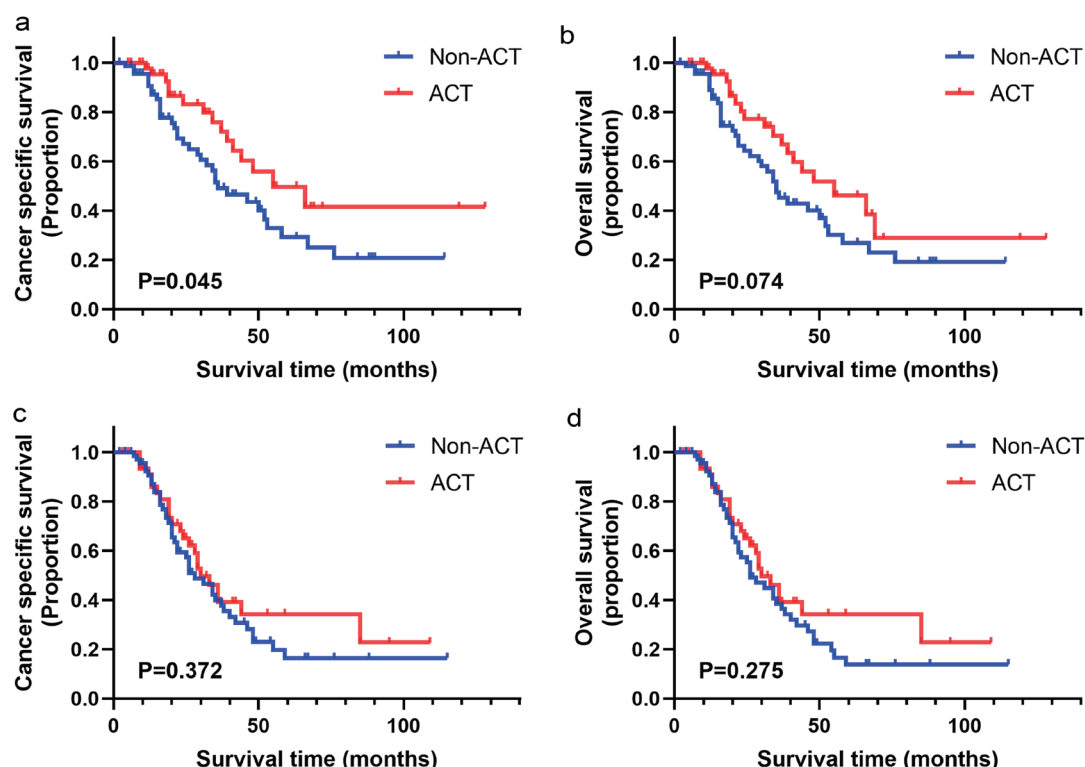 a
Cancer specific survival
(Proportion)
1.0
0.8
0.6
0.4
0.2
0.0
Non-ACT
ACT
P=0.045
0
50
100
Survival time (months)
b
Overall survival
(proportion)
1.0
0.8
0.6
0.4
0.2
0.0
Non-ACT
ACT
P=0.074
0
50
100
Survival time (months)
c
Cancer specific survival
(Proportion)
1.0
0.8
0.6
0.4
0.2
0.0
Non-ACT
ACT
P=0.372
0
50
100
Survival time (months)
d
Overall survival
(proportion)
1.0
0.8
0.6
0.4
0.2
0.0
Non-ACT
ACT
P=0.275
0
50
100
Survival time (months)